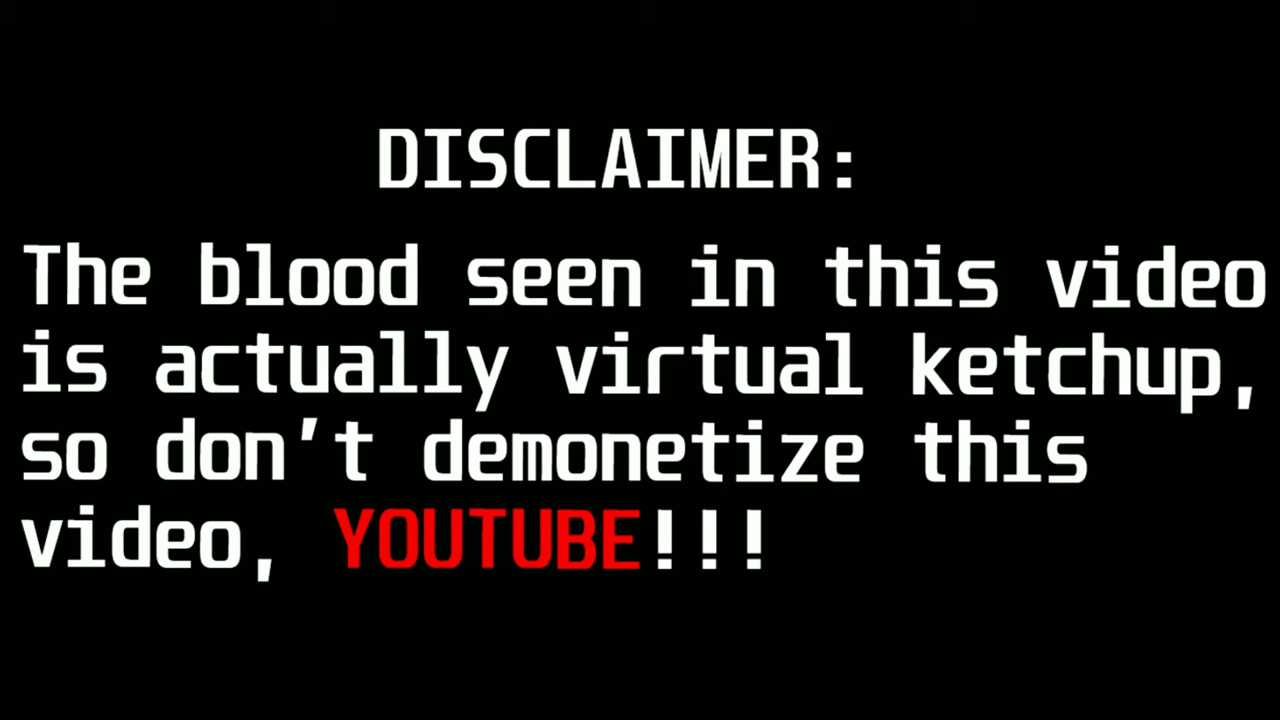 DISCLAIMER:
The blood seen in this video
is actually virtual ketchup,
so don't demonetize this
video, YOUTUBE!!!